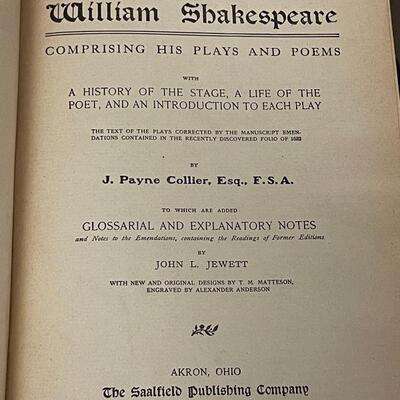 William Shakespeare
COMPRISING HIS PLAYS AND POEMS
WITH
A HISTORY OF THE STAGE, A LIFE OF THE
POET, AND AN INTRODUCTION TO EACH PLAY
THE TEXT OF THE PLAYS CORRECTED BY THE MANUSCRIPT EMEN-
DATIONS CONTAINED IN THE RECENTLY DISCOVERED FOLIO OF 1632
BY
J. Payne Collier, Esq., F.S.A.
TO WHICH ARE ADDED
GLOSSARIAL AND EXPLANATORY NOTES
and Notes to the Emendations, containing the Readings of Former Editions
BY
JOHN L. JEWETT
WITH NEW AND ORIGINAL DESIGNS BY T. M. MATTESON,
ENGRAVED BY ALEXANDER ANDERSON
AKRON, OHIO
The Saalfield Publishing Company